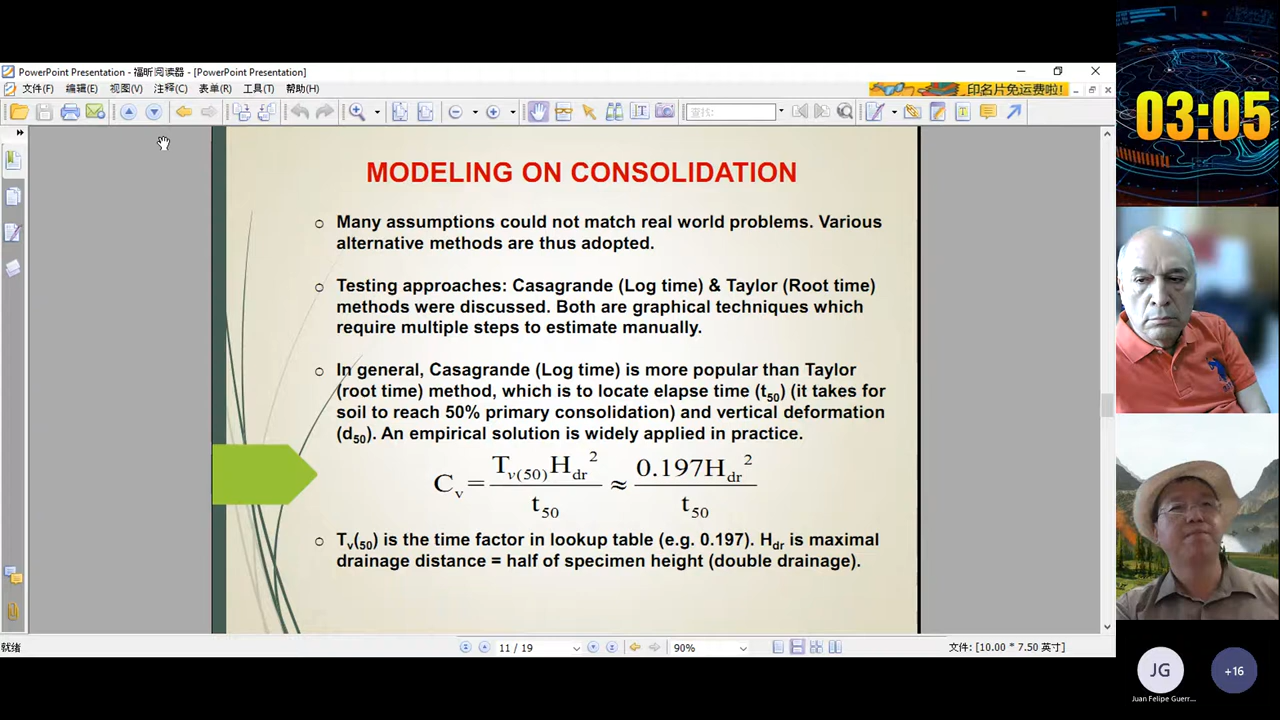 PowerPoint Presentation - 福昕阅读器 - [PowerPoint Presentation]
文件(F) 编辑(E) 视图(V) 注释(C) 表单(R) 工具(T) 帮助(H)
印名片免运费啦!
查找:
03:05
MODELING ON CONSOLIDATION
○ Many assumptions could not match real world problems. Various
alternative methods are thus adopted.
○ Testing approaches: Casagrande (Log time) & Taylor (Root time)
methods were discussed. Both are graphical techniques which
require multiple steps to estimate manually.
○ In general, Casagrande (Log time) is more popular than Taylor
(root time) method, which is to locate elapse time (t50) (it takes for
soil to reach 50% primary consolidation) and vertical deformation
(d50). An empirical solution is widely applied in practice.
Cv = Tv(50)Hdr² / t50 ≈ 0.197Hdr² / t50
○ Tv(50) is the time factor in lookup table (e.g. 0.197). Hdr is maximal
drainage distance = half of specimen height (double drainage).
就绪
11 / 19
90%
文件: [10.00 * 7.50 英寸]
JG
Juan Felipe Guerr...
+16